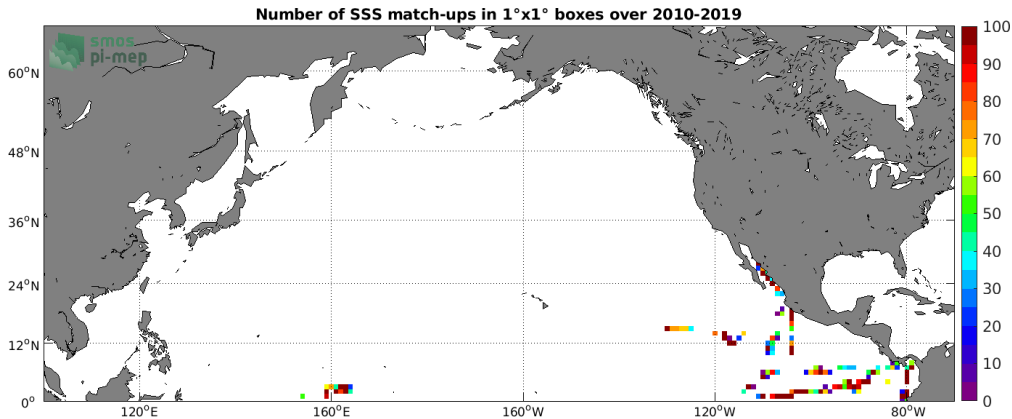 Number of SSS match-ups in 1°x1° boxes over 2010-2019
smos
pi-mep
60°N
48°N
36°N
24°N
12°N
0°
120°E
160°E
160°W
120°W
80°W
100
90
80
70
60
50
40
30
20
10
0